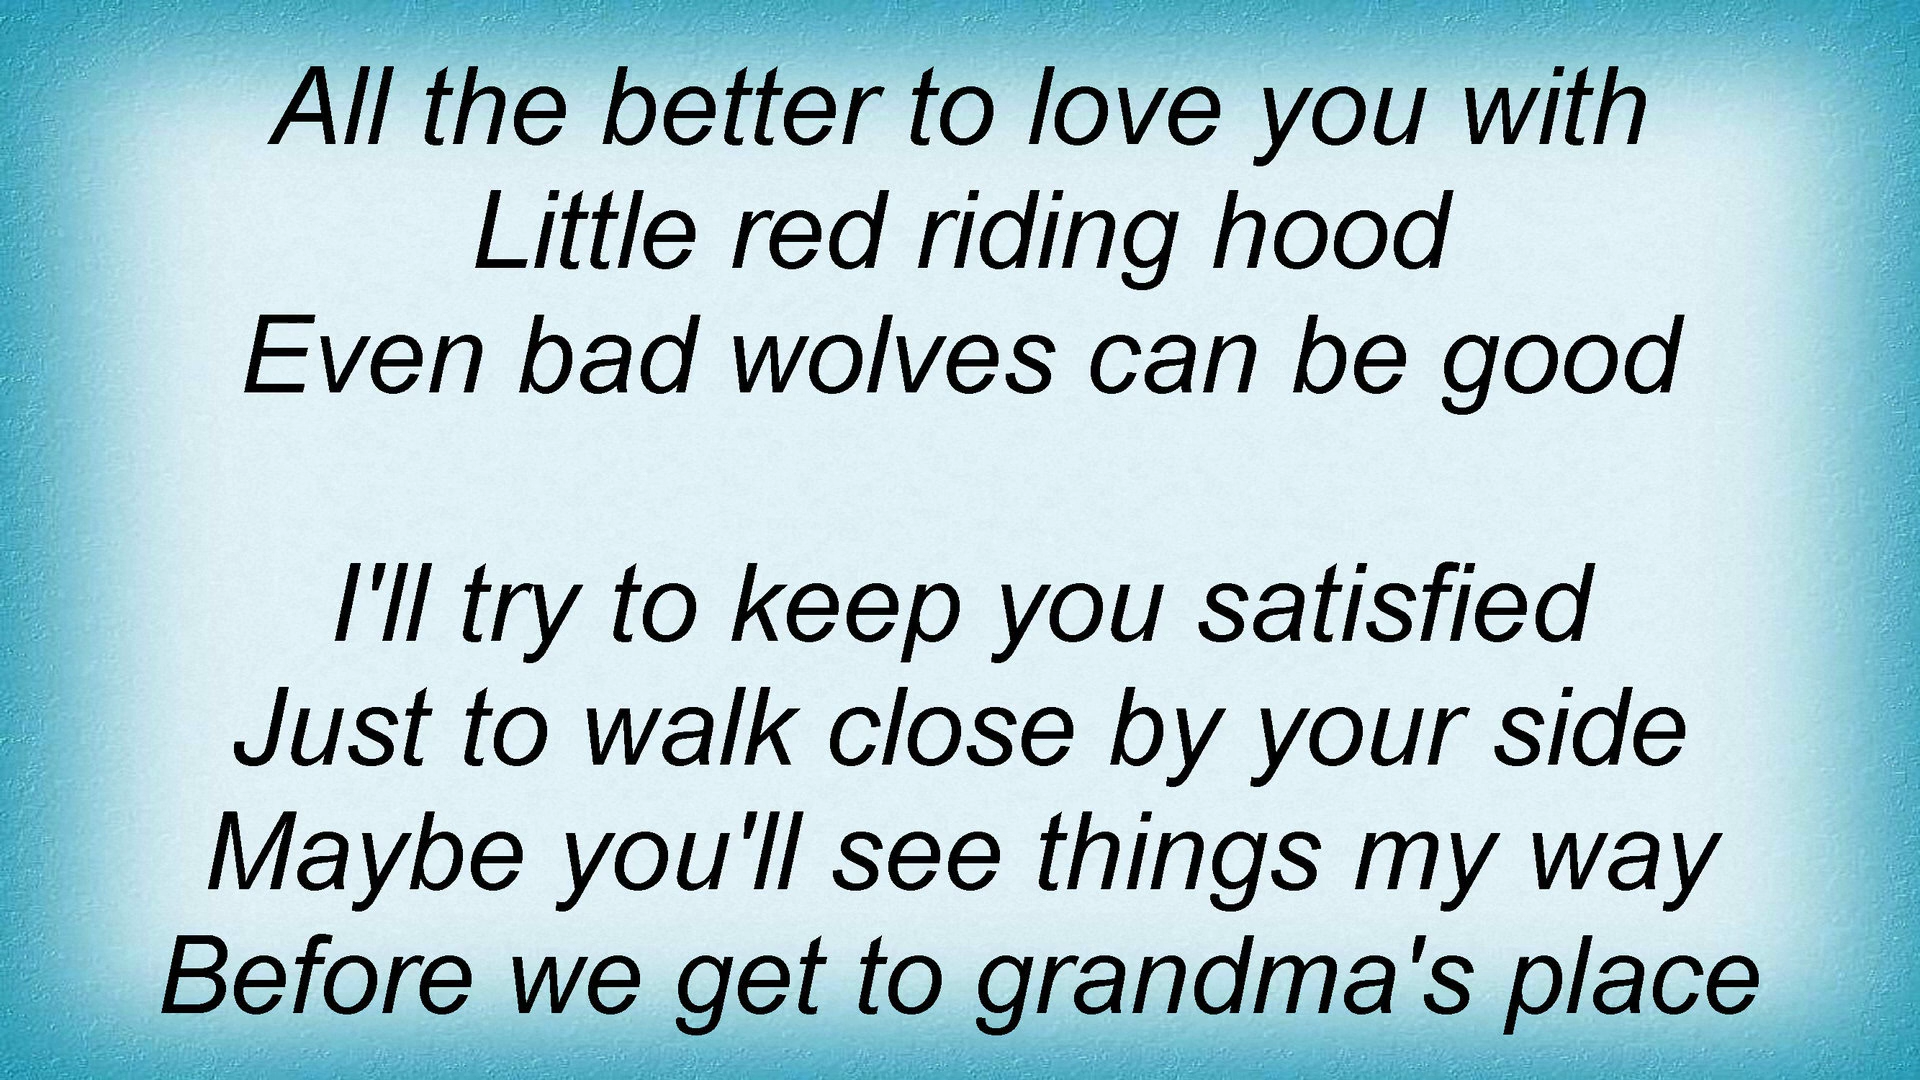 All the better to love you with
Little red riding hood
Even bad wolves can be good
I'll try to keep you satisfied
Just to walk close by your side
Maybe you'll see things my way
Before we get to grandma's place